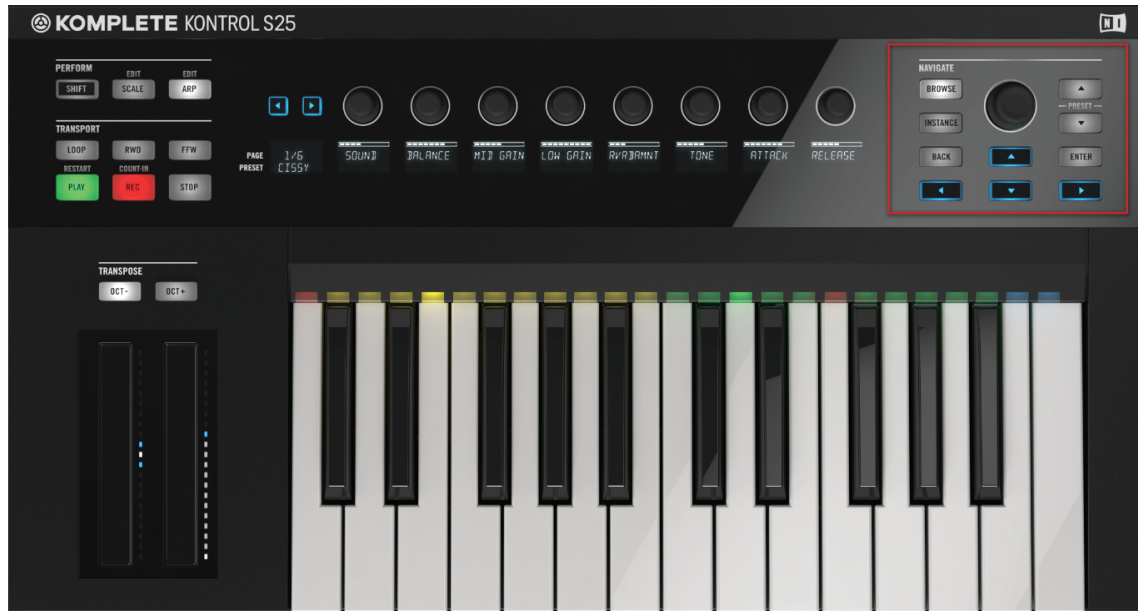 KOMPLETE KONTROL S25
NI
PERFORM
EDIT
EDIT
SHIFT
SCALE
ARP
TRANSPORT
LOOP
RWD
FFW
RESTART
COUNT-IN
PLAY
REC
STOP
PAGE
1/6
PRESET
CISSY
SOUND
BALANCE
MID GAIN
LOW GAIN
RVRBAMNT
TONE
ATTACK
RELEASE
NAVIGATE
BROWSE
PRESET
INSTANCE
BACK
ENTER
TRANSPOSE
OCT-
OCT+